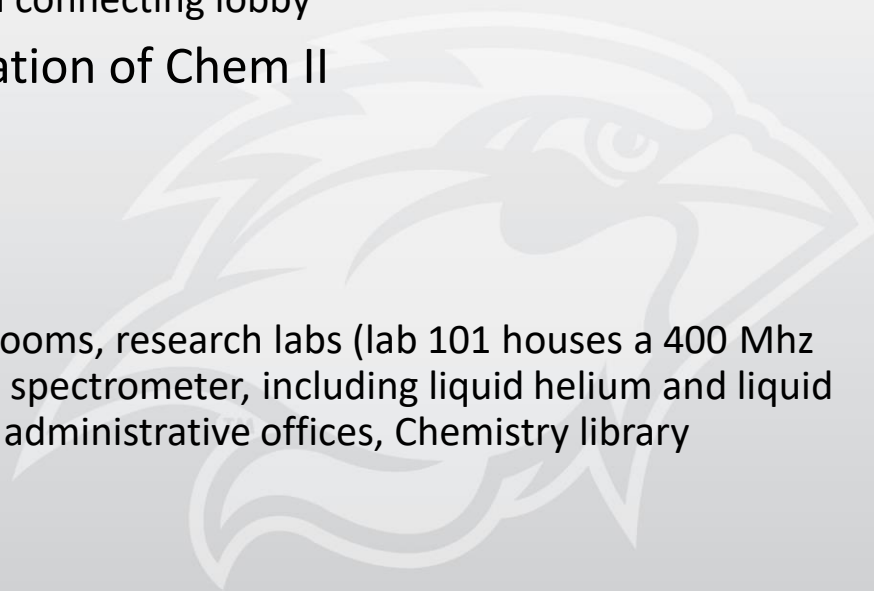 connecting lobby
ation of Chem II
ooms, research labs (lab 101 houses a 400 Mhz
spectrometer, including liquid helium and liquid
administrative offices, Chemistry library